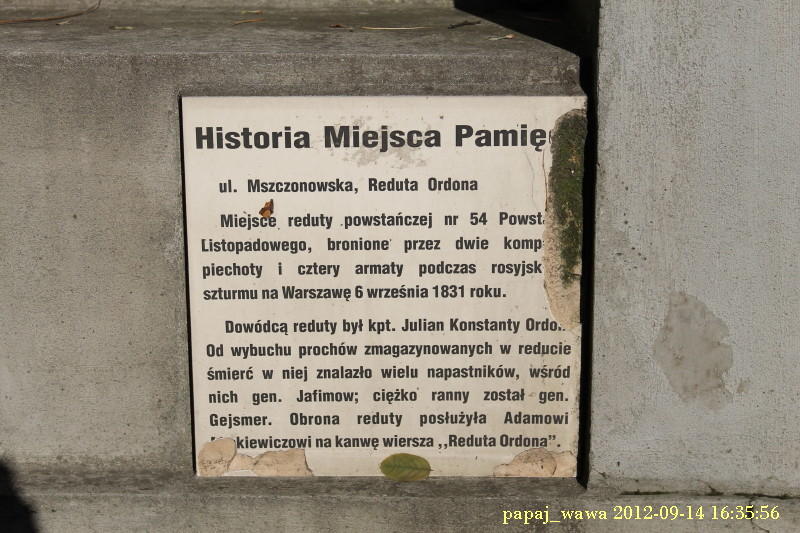 Historia Miejsca Pamię
ul. Mszczonowska, Reduta Ordona
Miejsce reduty powstańczej nr 54 Powst
Listopadowego, bronione przez dwie komp
piechoty i cztery armaty podczas rosyjsk
szturmu na Warszawę 6 września 1831 roku.
Dowódcą reduty był kpt. Julian Konstanty Ordo
Od wybuchu prochów zmagazynowanych w reducie
śmierć w niej znalazło wielu napastników, wśród
nich gen. Jafimow; ciężko ranny został gen.
Gejsmer. Obrona reduty posłużyła Adamowi
kiewiczowi na kanwę wiersza ,,Reduta Ordona”.
papaj_wawa 2012-09-14 16:35:56